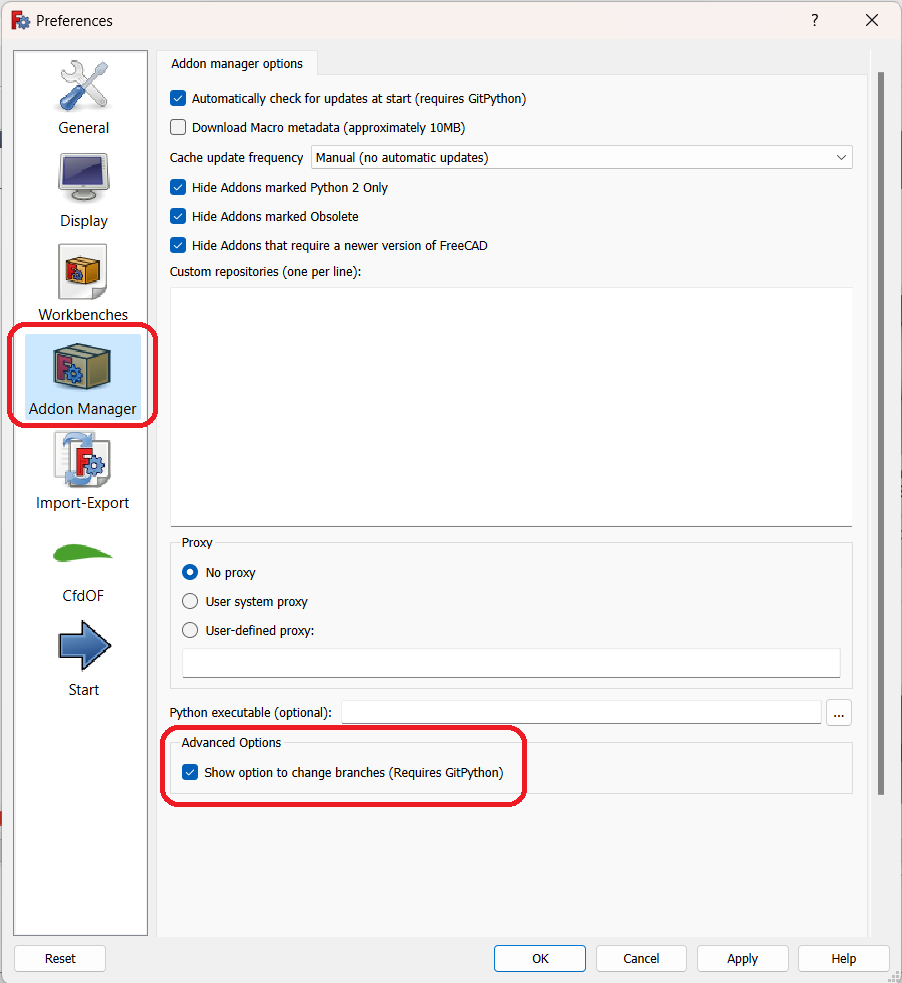 Preferences
?
General
Display
Workbenches
Addon Manager
Import-Export
CfdOF
Start
Addon manager options
Automatically check for updates at start (requires GitPython)
Download Macro metadata (approximately 10MB)
Cache update frequency Manual (no automatic updates)
Hide Addons marked Python 2 Only
Hide Addons marked Obsolete
Hide Addons that require a newer version of FreeCAD
Custom repositories (one per line):
Proxy
No proxy
User system proxy
User-defined proxy:
Python executable (optional): ...
Advanced Options
Show option to change branches (Requires GitPython)
Reset OK Cancel Apply Help